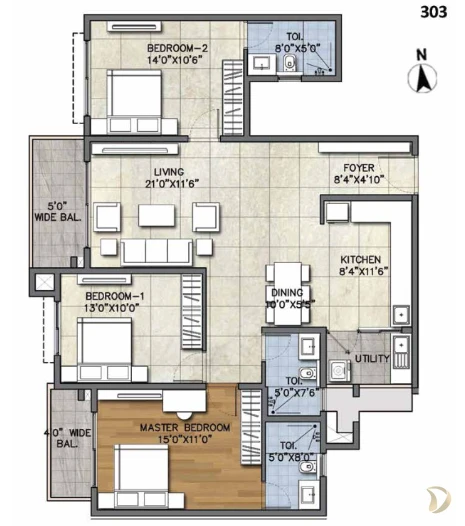 303
TOI.
8'0"X5'0"
BEDROOM-2
14'0"X10'6"
N
LIVING
21'0"X11'6"
FOYER
8'4"X4'10"
5'0"
WIDE BAL.
KITCHEN
8'4"X11'6"
DINING
10'0"X5'5"
BEDROOM-1
13'0"X10'0"
UTILITY
TOI.
5'0"X7'6"
MASTER BEDROOM
15'0"X11'0"
4'0" WIDE
BAL.
TOI.
5'0"X8'0"